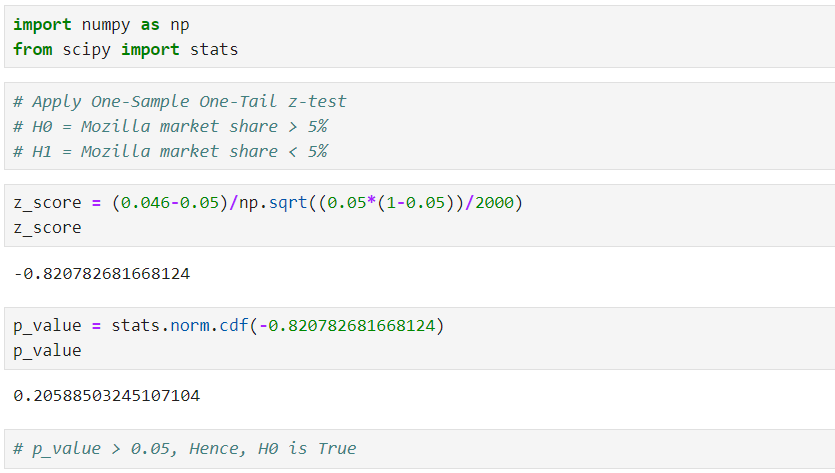 import numpy as np
from scipy import stats
# Apply One-Sample One-Tail z-test
# H0 = Mozilla market share > 5%
# H1 = Mozilla market share < 5%
z_score = (0.046-0.05)/np.sqrt((0.05*(1-0.05))/2000)
z_score
-0.820782681668124
p_value = stats.norm.cdf(-0.820782681668124)
p_value
0.20588503245107104
# p_value > 0.05, Hence, H0 is True